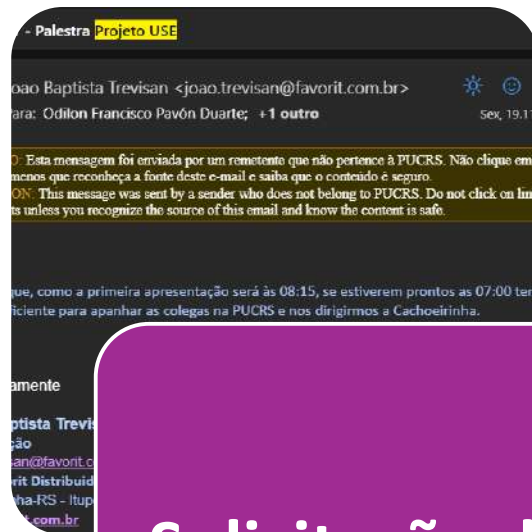 - Palestra Projeto USE
oao Baptista Trevisan <joao.trevisan@favorit.com.br>
ara: Odilon Francisco Pavón Duarte; +1 outro
Sex, 19.11
O: Esta mensagem foi enviada por um remetente que não pertence à PUCRS. Não clique em
menos que reconheça a fonte deste e-mail e saiba que o conteúdo é seguro.
ON: This message was sent by a sender who does not belong to PUCRS. Do not click on lin
ts unless you recognize the source of this email and know the content is safe.
que, como a primeira apresentação será às 08:15, se estiverem prontos as 07:00 ter
ficiente para apanhar as colegas na PUCRS e nos dirigirmos a Cachoeirinha.
amente
ptista Trevis
ção
san@favorit.c
rit Distribuid
nha-RS - Itup
.com.br